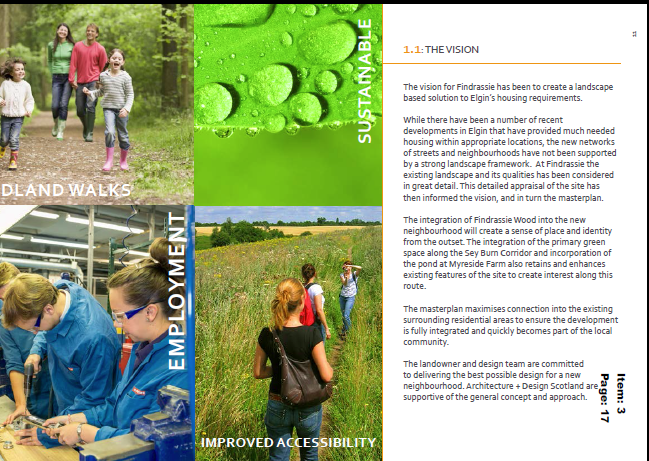 DLAND WALKS
SUSTAINABLE
EMPLOYMENT
IMPROVED ACCESSIBILITY
1.1: THE VISION
The vision for Findrassie has been to create a landscape
based solution to Elgin's housing requirements.
While there have been a number of recent
developments in Elgin that have provided much needed
housing within appropriate locations, the new networks
of streets and neighbourhoods have not been supported
by a strong landscape framework.  At Findrassie the
existing landscape and its qualities has been considered
in great detail. This detailed appraisal of the site has
then informed the vision, and in turn the masterplan.
The integration of Findrassie Wood into the new
neighbourhood will create a sense of place and identity
from the outset. The integration of the primary green
space along the Sey Burn Corridor and incorporation of
the pond at Myreside Farm also retains and enhances
existing features of the site to create interest along this
route.
The masterplan maximises connection into the existing
surrounding residential areas to ensure the development
is fully integrated and quickly becomes part of the local
community.
The landowner and design team are committed
to delivering the best possible design for a new
neighbourhood. Architecture + Design Scotland are
supportive of the general concept and approach.
Item: 3
Page: 17